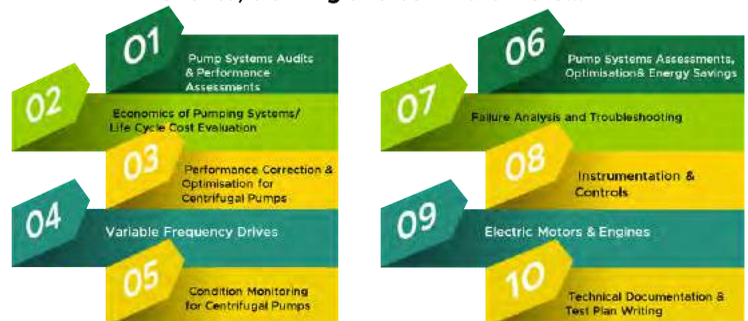 01
Pump Systems Audits
& Performance
Assessments
02
Economics of Pumping Systems/
Life Cycle Cost Evaluation
03
Performance Correction &
Optimisation for
Centrifugal Pumps
04
Variable Frequency Drives
05
Condition Monitoring
for Centrifugal Pumps
06
Pump Systems Assessments,
Optimisation& Energy Savings
07
Failure Analysis and Troubleshooting
08
Instrumentation &
Controls
09
Electric Motors & Engines
10
Technical Documentation &
Test Plan Writing